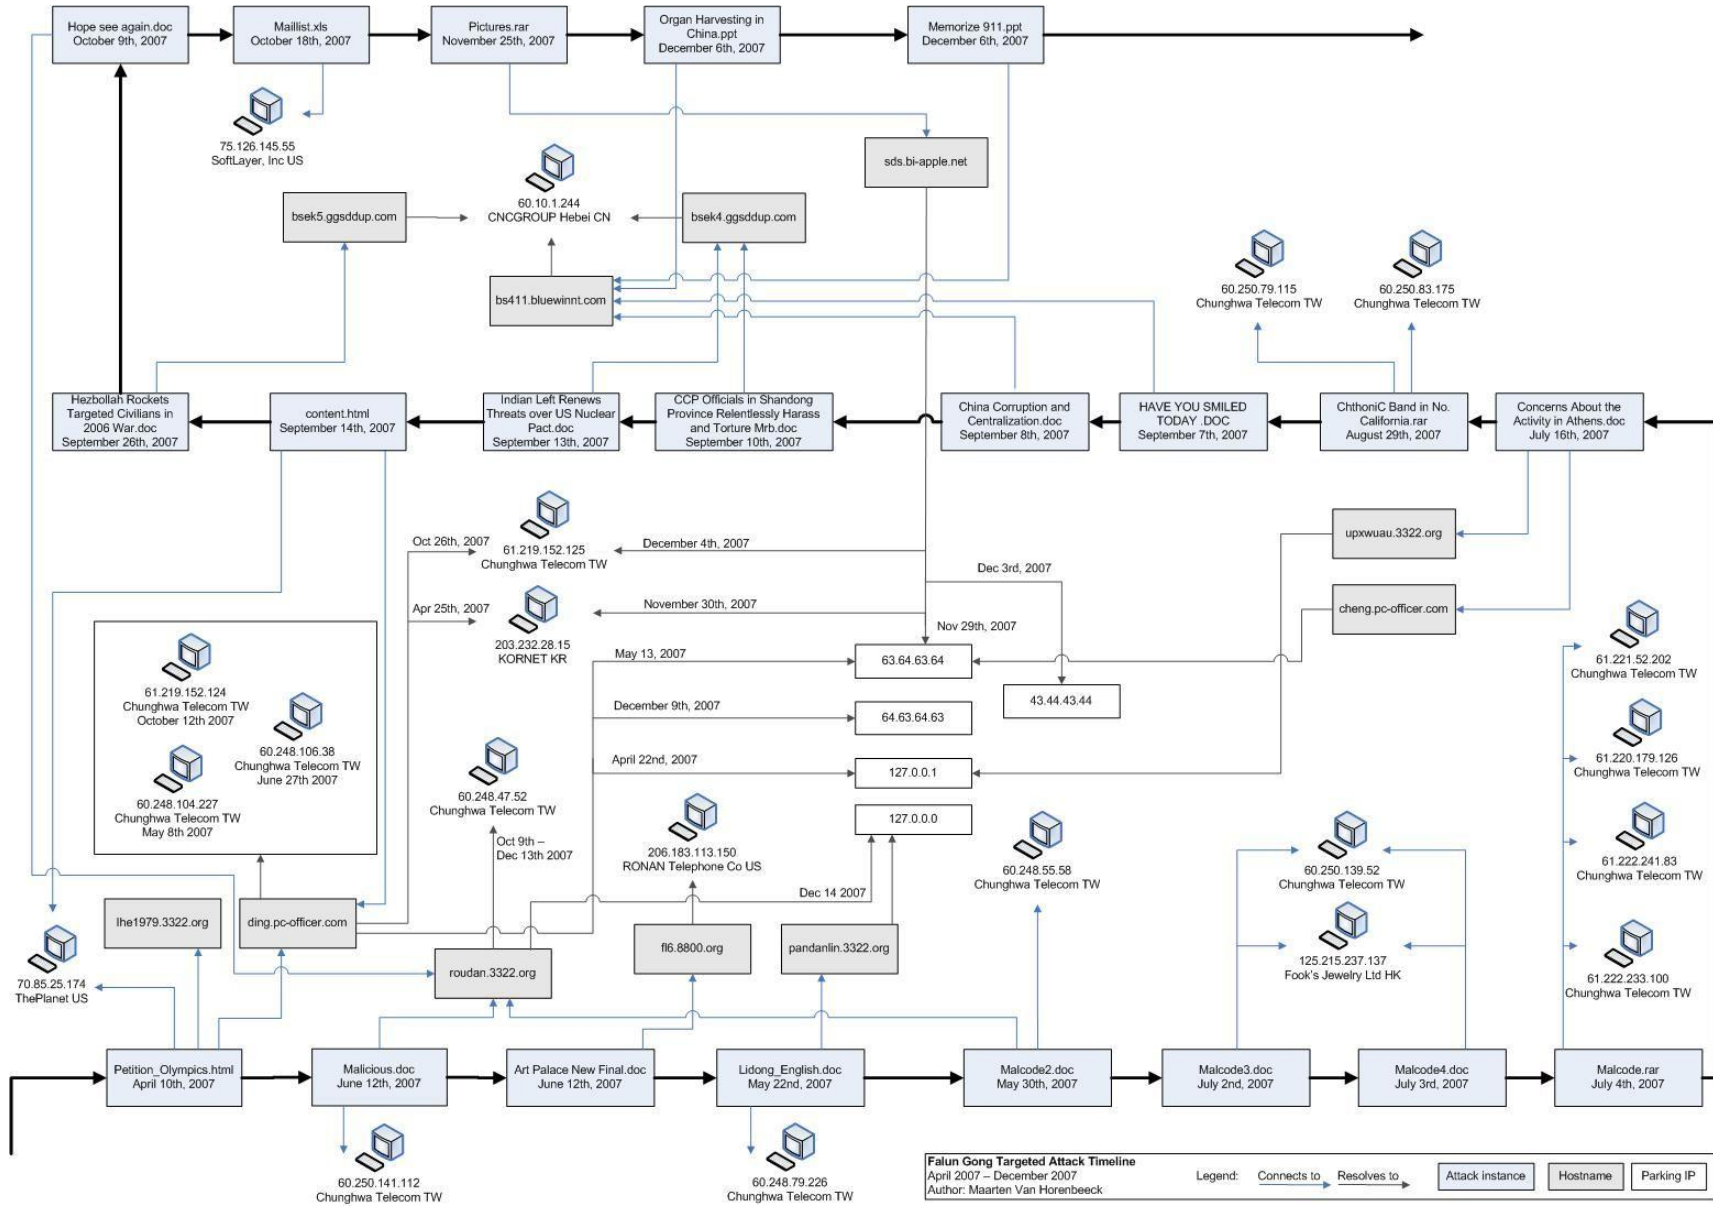 Hope see again.doc
October 9th, 2007
Maillist.xls
October 18th, 2007
Pictures.rar
November 25th, 2007
Organ Harvesting in
China.ppt
December 6th, 2007
Memorize 911.ppt
December 6th, 2007
75.126.145.55
SoftLayer, Inc US
60.10.1.244
CNCGROUP Hebei CN
sds.bi-apple.net
bsek5.ggsddup.com
bsek4.ggsddup.com
bs411.bluewinnt.com
60.250.79.115
Chunghwa Telecom TW
60.250.83.175
Chunghwa Telecom TW
Hezbollah Rockets
Targeted Civilians in
2006 War.doc
September 26th, 2007
content.html
September 14th, 2007
Indian Left Renews
Threats over US Nuclear
Pact.doc
September 13th, 2007
CCP Officials in Shandong
Province Relentlessly Harass
and Torture Mrb.doc
September 10th, 2007
China Corruption and
Centralization.doc
September 8th, 2007
HAVE YOU SMILED
TODAY .DOC
September 7th, 2007
ChthoniC Band in No.
California.rar
August 29th, 2007
Concerns About the
Activity in Athens.doc
July 16th, 2007
Oct 26th, 2007
61.219.152.125
Chunghwa Telecom TW
December 4th, 2007
upxwuau.3322.org
Dec 3rd, 2007
Apr 25th, 2007
203.232.28.15
KORNET KR
November 30th, 2007
Nov 29th, 2007
cheng.pc-officer.com
May 13, 2007
63.64.63.64
43.44.43.44
61.221.52.202
Chunghwa Telecom TW
61.219.152.124
Chunghwa Telecom TW
October 12th 2007
60.248.106.38
Chunghwa Telecom TW
June 27th 2007
60.248.104.227
Chunghwa Telecom TW
May 8th 2007
December 9th, 2007
64.63.64.63
April 22nd, 2007
127.0.0.1
61.220.179.126
Chunghwa Telecom TW
60.248.47.52
Chunghwa Telecom TW
127.0.0.0
Oct 9th –
Dec 13th 2007
206.183.113.150
RONAN Telephone Co US
60.248.55.58
Chunghwa Telecom TW
60.250.139.52
Chunghwa Telecom TW
61.222.241.83
Chunghwa Telecom TW
Dec 14 2007
lhe1979.3322.org
ding.pc-officer.com
roudan.3322.org
fl6.8800.org
pandanlin.3322.org
125.215.237.137
Fook's Jewelry Ltd HK
61.222.233.100
Chunghwa Telecom TW
70.85.25.174
ThePlanet US
Petition_Olympics.html
April 10th, 2007
Malicious.doc
June 12th, 2007
Art Palace New Final.doc
June 12th, 2007
Lidong_English.doc
May 22nd, 2007
Malcode2.doc
May 30th, 2007
Malcode3.doc
July 2nd, 2007
Malcode4.doc
July 3rd, 2007
Malcode.rar
July 4th, 2007
60.250.141.112
Chunghwa Telecom TW
60.248.79.226
Chunghwa Telecom TW
Falun Gong Targeted Attack Timeline
April 2007 – December 2007
Author: Maarten Van Horenbeeck
Legend:
Connects to
Resolves to
Attack instance
Hostname
Parking IP